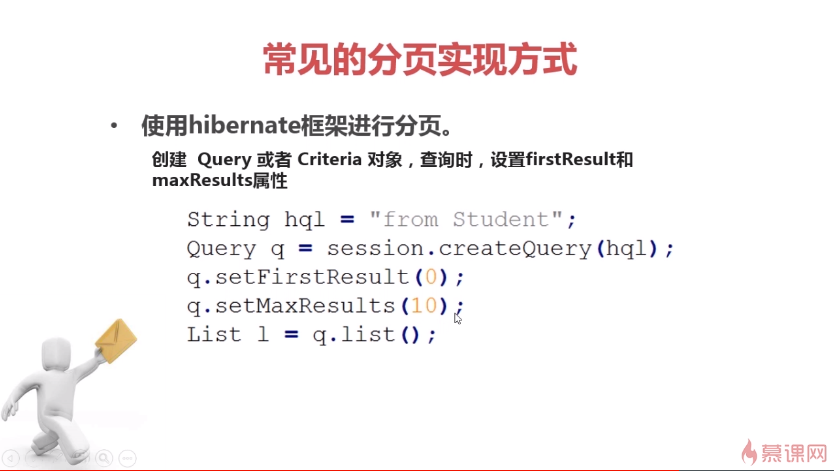 常见的分页实现方式
• 使用hibernate框架进行分页。
创建 Query 或者 Criteria 对象，查询时，设置firstResult和
maxResults属性
String hql = "from Student";
Query q = session.createQuery(hql);
q.setFirstResult(0);
q.setMaxResults(10);
List l = q.list();
慕课网